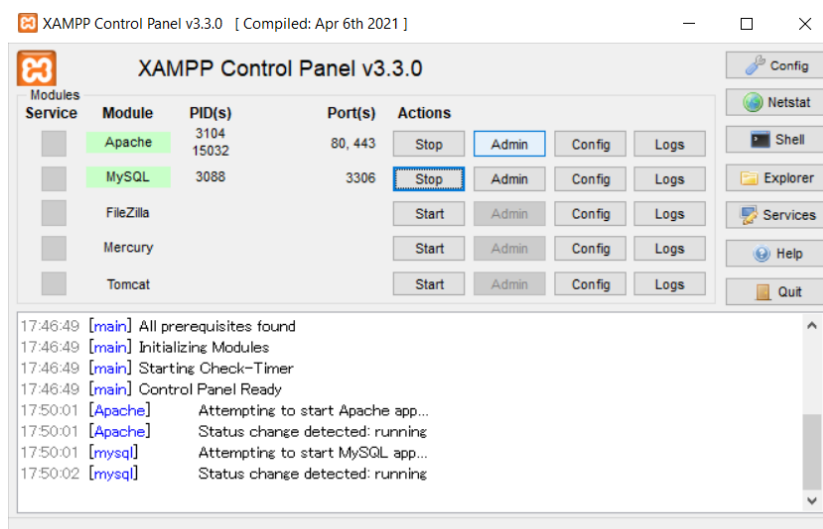 XAMPP Control Panel v3.3.0 [ Compiled: Apr 6th 2021 ]
XAMPP Control Panel v3.3.0
Config
Modules
Service Module PID(s) Port(s) Actions
Netstat
Apache 3104 15032 80, 443 Stop Admin Config Logs
Shell
MySQL 3088 3306 Stop Admin Config Logs
Explorer
FileZilla Start Admin Config Logs
Services
Mercury Start Admin Config Logs
Help
Tomcat Start Admin Config Logs
Quit
17:46:49 [main] All prerequisites found
17:46:49 [main] Initializing Modules
17:46:49 [main] Starting Check-Timer
17:46:49 [main] Control Panel Ready
17:50:01 [Apache] Attempting to start Apache app...
17:50:01 [Apache] Status change detected: running
17:50:01 [mysql] Attempting to start MySQL app...
17:50:02 [mysql] Status change detected: running